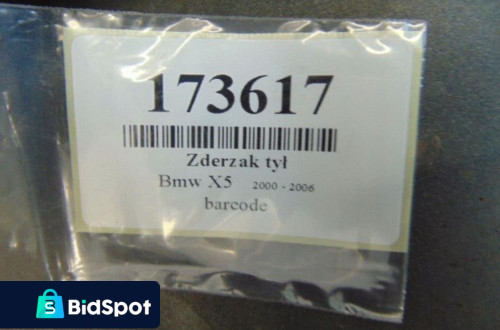 173617
Zderzak tył
Bmw X5 2000 - 2006
barcode
BidSpot